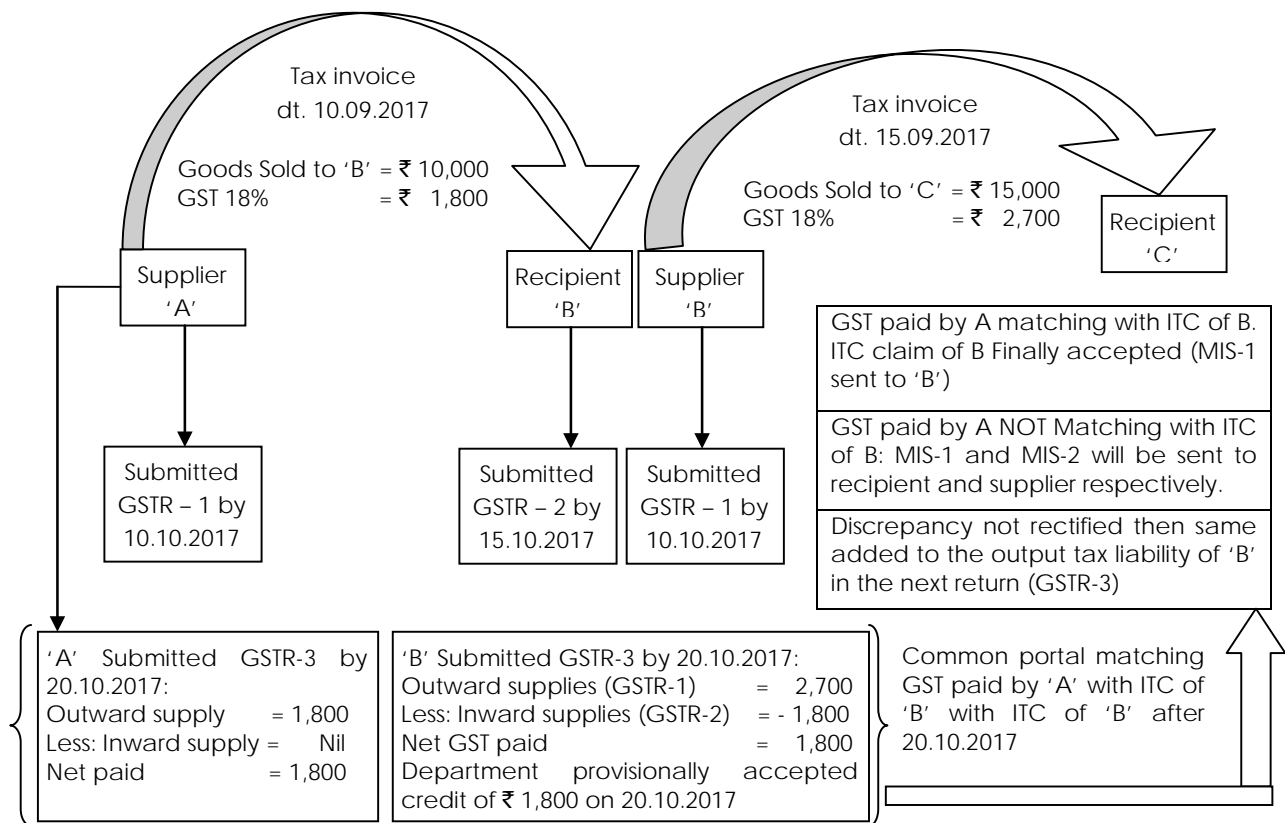 Tax invoice
dt. 10.09.2017
Goods Sold to ‘B’ = ₹ 10,000
GST 18% = ₹ 1,800
Tax invoice
dt. 15.09.2017
Goods Sold to ‘C’ = ₹ 15,000
GST 18% = ₹ 2,700
Supplier
‘A’
Recipient
‘B’
Supplier
‘B’
Recipient
‘C’
Submitted
GSTR – 1 by
10.10.2017
Submitted
GSTR – 2 by
15.10.2017
Submitted
GSTR – 1 by
10.10.2017
GST paid by A matching with ITC of B.
ITC claim of B Finally accepted (MIS-1
sent to ‘B’)
GST paid by A NOT Matching with ITC
of B: MIS-1 and MIS-2 will be sent to
recipient and supplier respectively.
Discrepancy not rectified then same
added to the output tax liability of ‘B’
in the next return (GSTR-3)
‘A’ Submitted GSTR-3 by
20.10.2017:
Outward supply = 1,800
Less: Inward supply = Nil
Net paid = 1,800
‘B’ Submitted GSTR-3 by 20.10.2017:
Outward supplies (GSTR-1) = 2,700
Less: Inward supplies (GSTR-2) = - 1,800
Net GST paid = 1,800
Department provisionally accepted
credit of ₹ 1,800 on 20.10.2017
Common portal matching
GST paid by ‘A’ with ITC of
‘B’ with ITC of ‘B’ after
20.10.2017